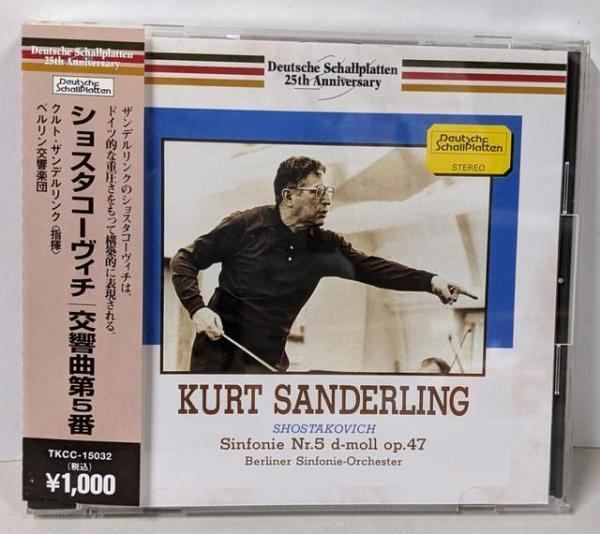 Deutsche Schallplatten
25th Anniversary
Deutsche
Schallplatten
ショスタコーヴィチ 交響曲第5番
クルト・ザンデルリンク〈指揮〉
ベルリン交響楽団
ザンデルリンクのショスタコーヴィチは、
ドイツ的な重圧さをもって構築的に表現される。
TKCC-15032
(税込)
¥1,000
Deutsche Schallplatten
25th Anniversary
Deutsche
Schallplatten
STEREO
KURT SANDERLING
SHOSTAKOVICH
Sinfonie Nr.5 d-moll op.47
Berliner Sinfonie-Orchester